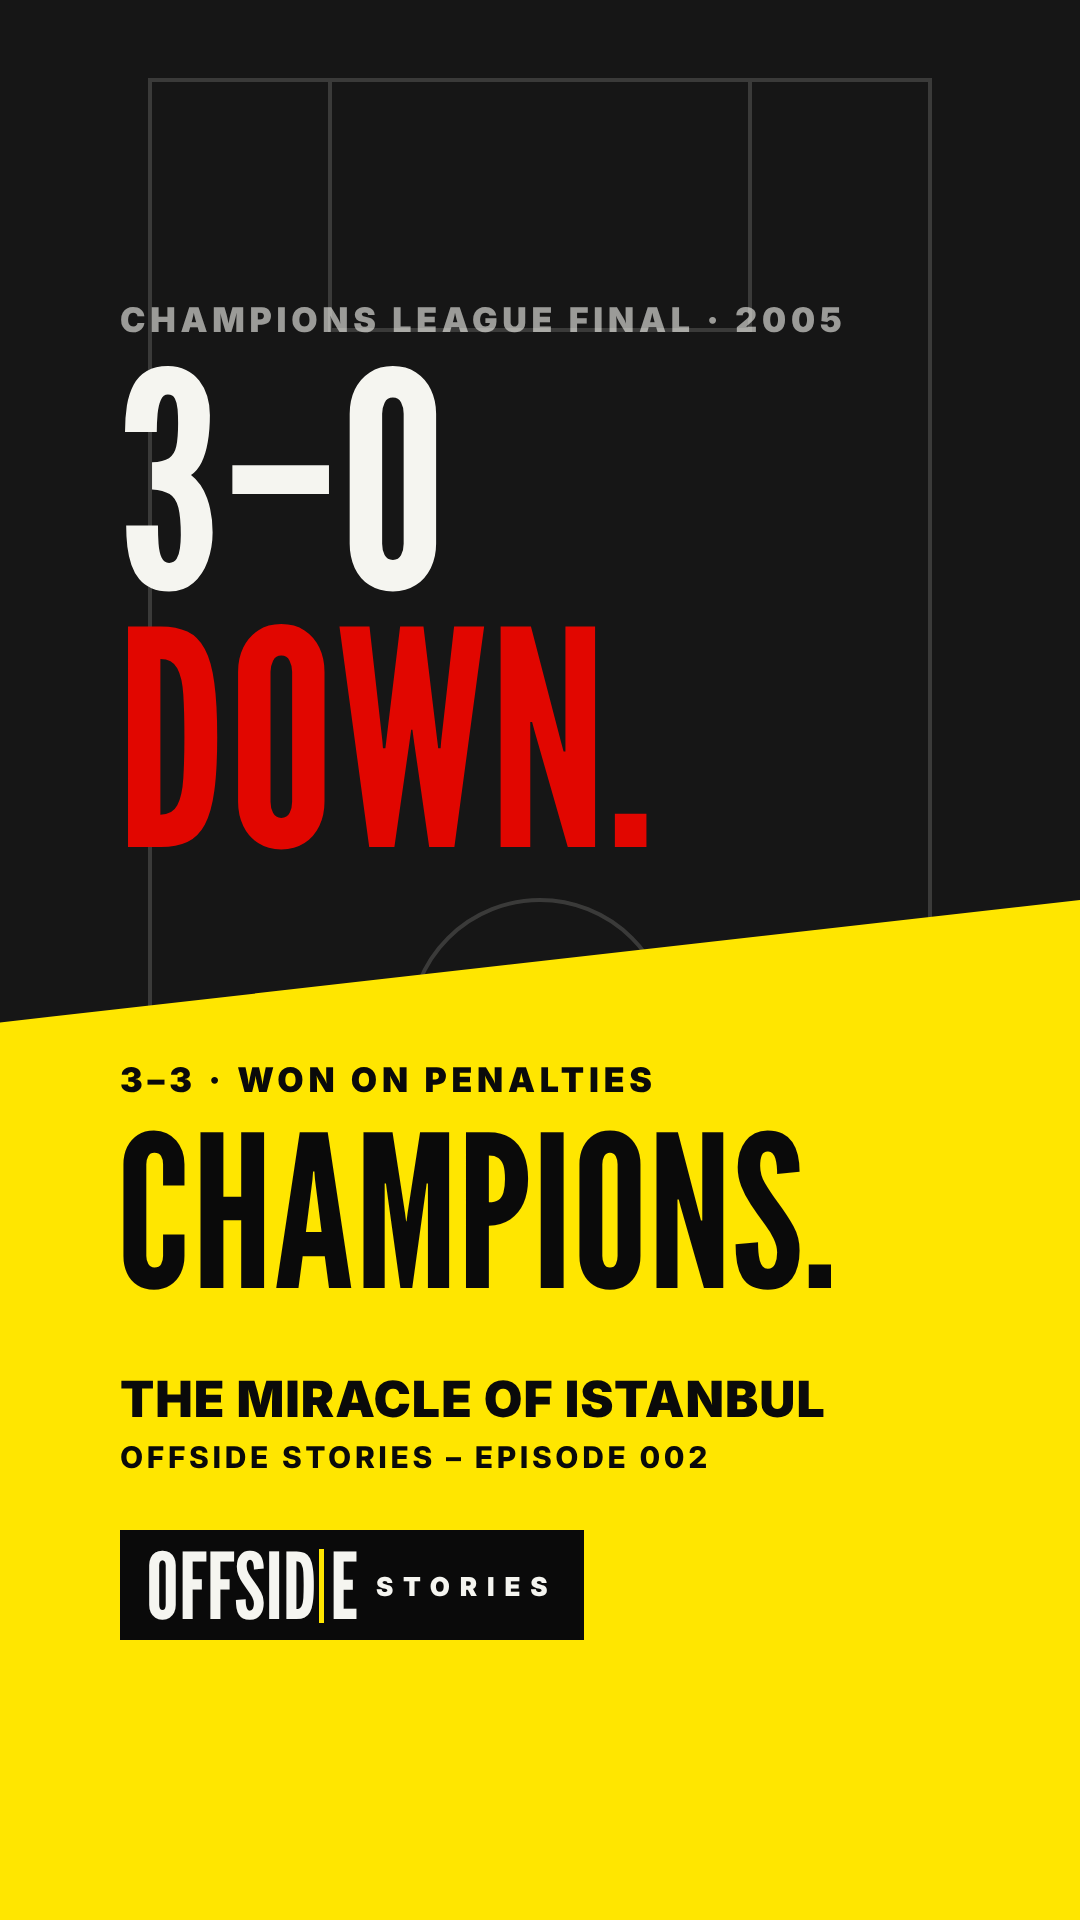 CHAMPIONS LEAGUE FINAL · 2005
3–0
DOWN.
3–3 · WON ON PENALTIES
CHAMPIONS.
THE MIRACLE OF ISTANBUL
OFFSIDE STORIES – EPISODE 002
OFFSIDE STORIES